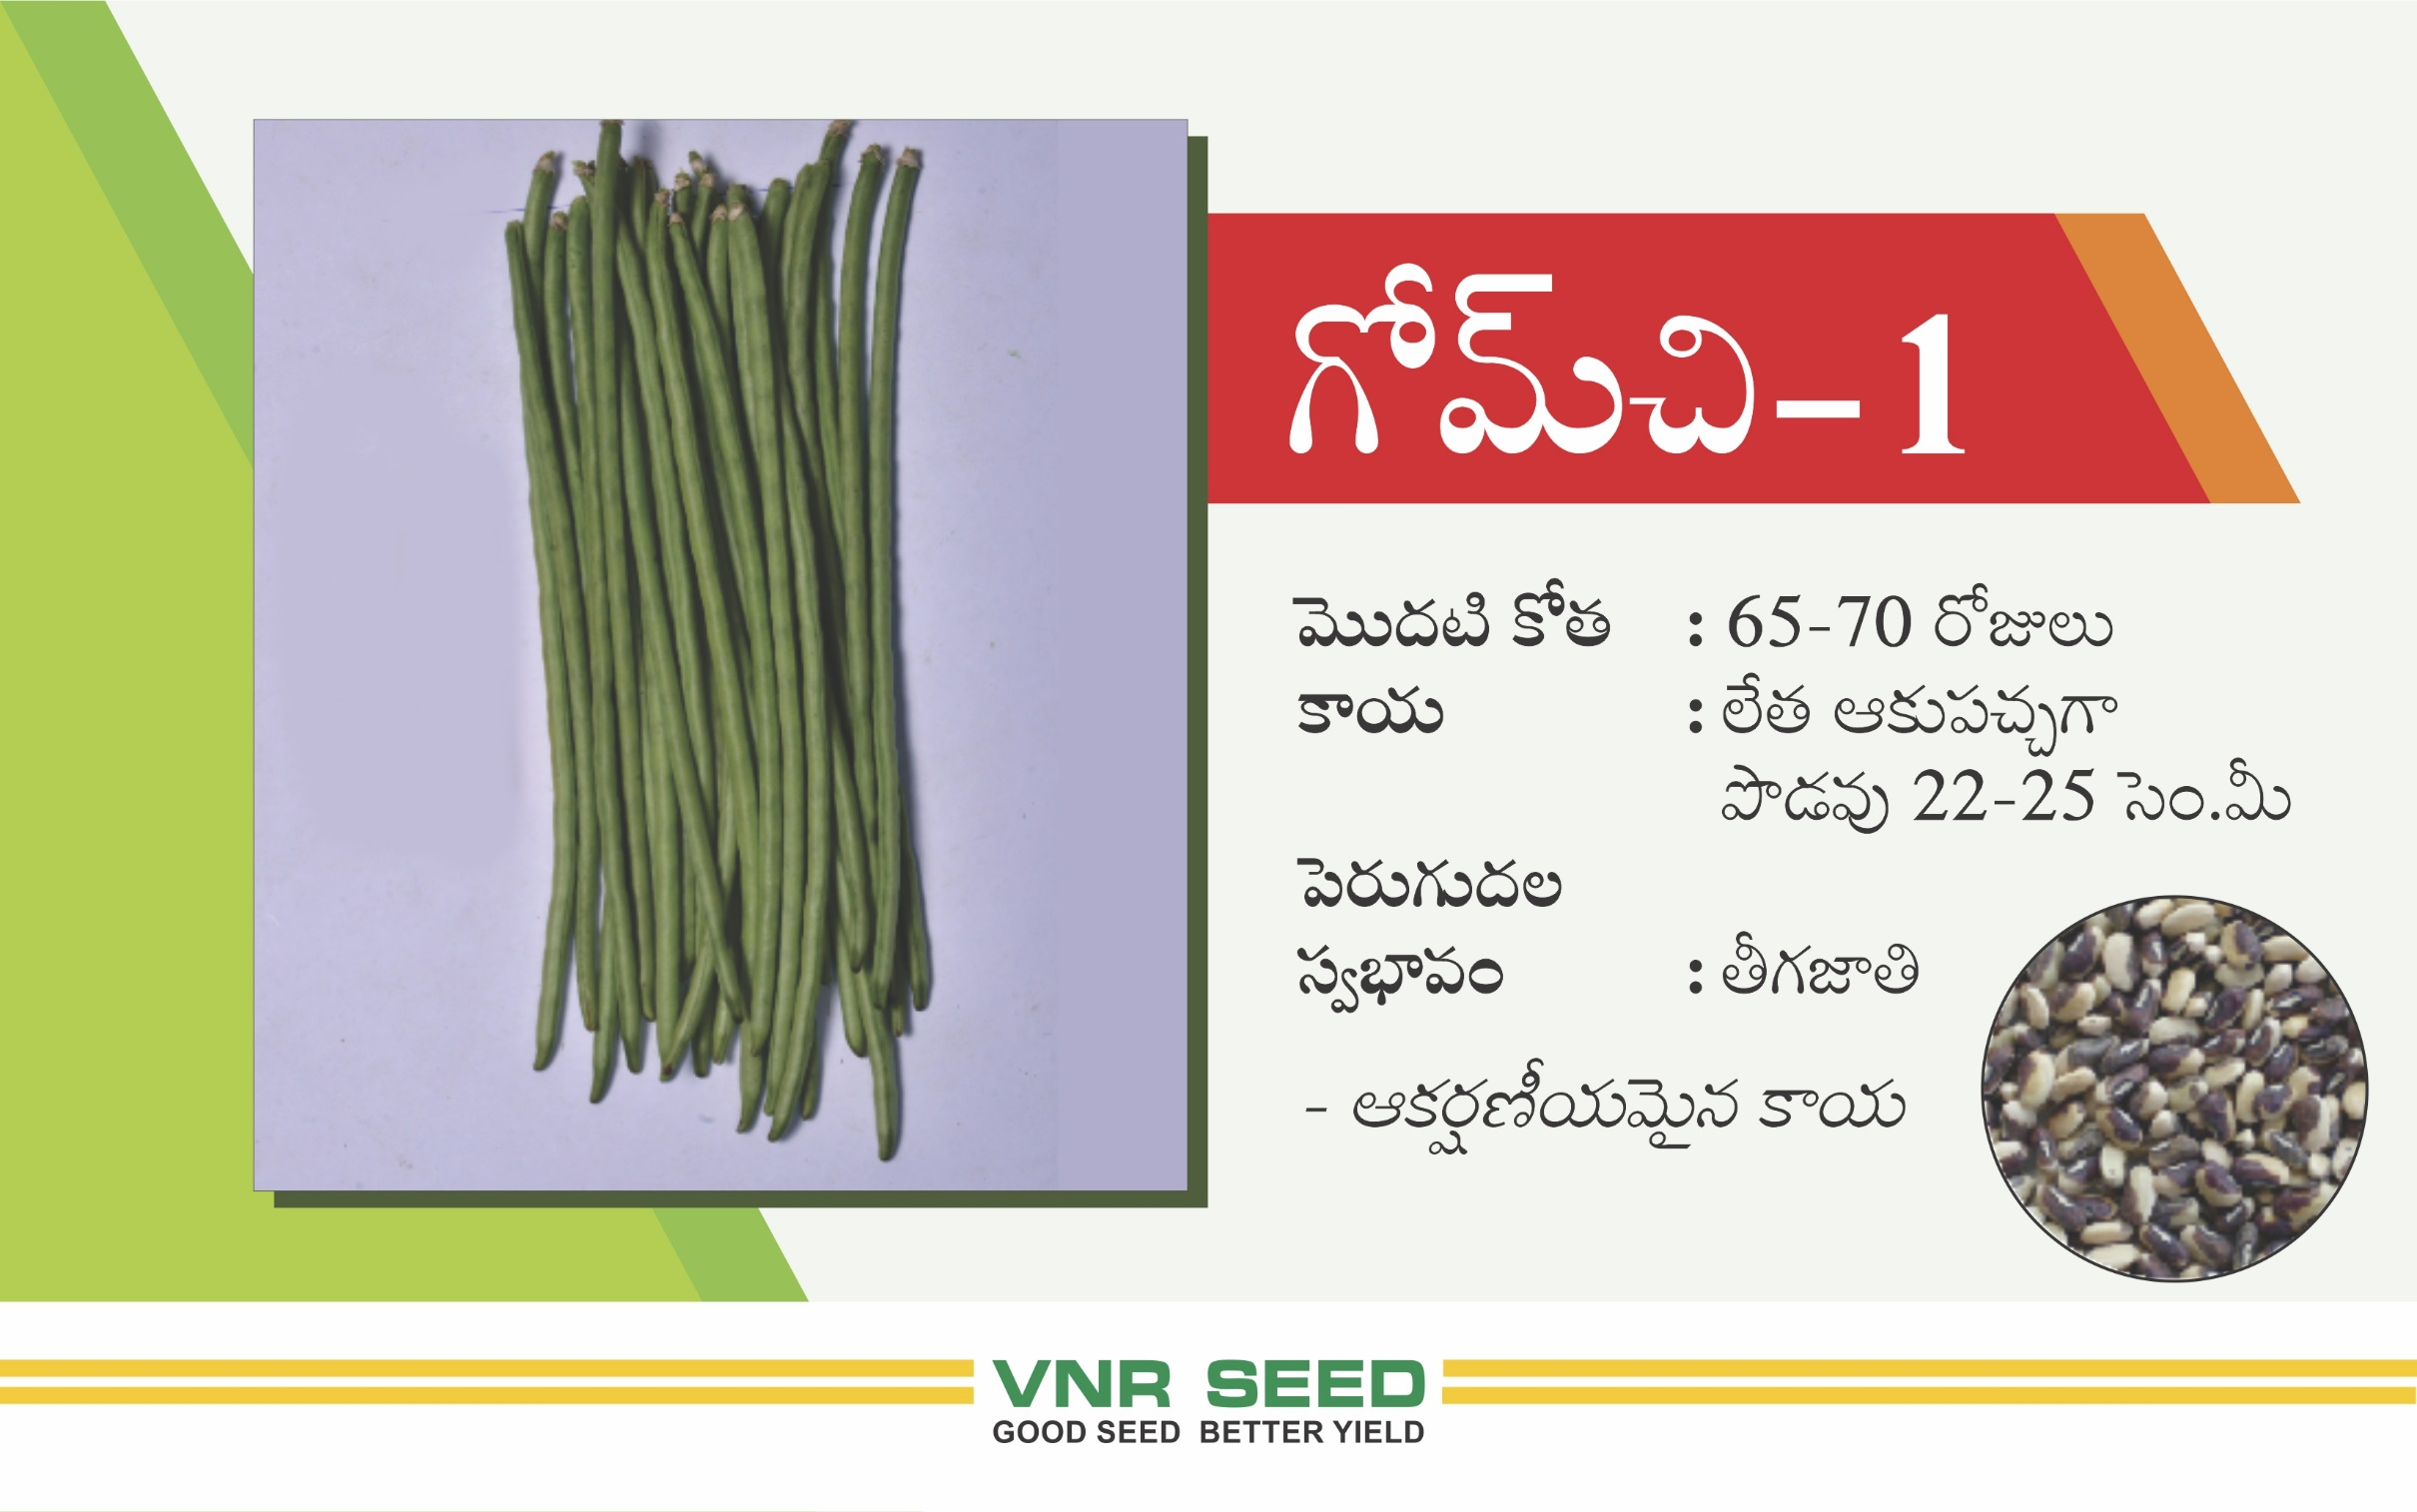 గోమ్‌చి-1
మొదటి కోత : 65-70 రోజులు
కాయ : లేత ఆకుపచ్చగా
పొడవు 22-25 సెం.మీ
పెరుగుదల
స్వభావం : తీగజాతి
- ఆకర్షణీయమైన కాయ
VNR SEED
GOOD SEED BETTER YIELD